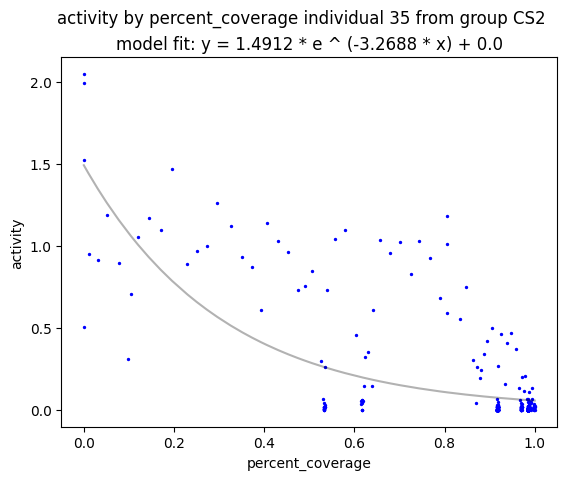 activity by percent_coverage individual 35 from group CS2
model fit: y = 1.4912 * e ^ (-3.2688 * x) + 0.0
2.0
1.5
1.0
0.5
0.0
activity
0.0 0.2 0.4 0.6 0.8 1.0
percent_coverage